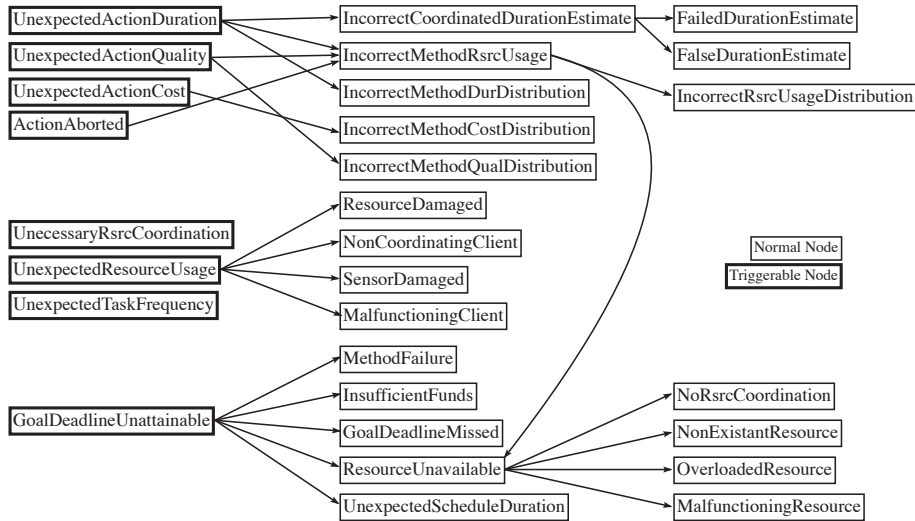 UnexpectedActionDuration
UnexpectedActionQuality
UnexpectedActionCost
ActionAborted
IncorrectCoordinatedDurationEstimate
IncorrectMethodRsrcUsage
IncorrectMethodDurDistribution
IncorrectMethodCostDistribution
IncorrectMethodQualDistribution
FailedDurationEstimate
FalseDurationEstimate
IncorrectRsrcUsageDistribution
UnecessaryRsrcCoordination
UnexpectedResourceUsage
UnexpectedTaskFrequency
ResourceDamaged
NonCoordinatingClient
SensorDamaged
MalfunctioningClient
Normal Node
Triggerable Node
GoalDeadlineUnattainable
MethodFailure
InsufficientFunds
GoalDeadlineMissed
ResourceUnavailable
UnexpectedScheduleDuration
NoRsrcCoordination
NonExistantResource
OverloadedResource
MalfunctioningResource